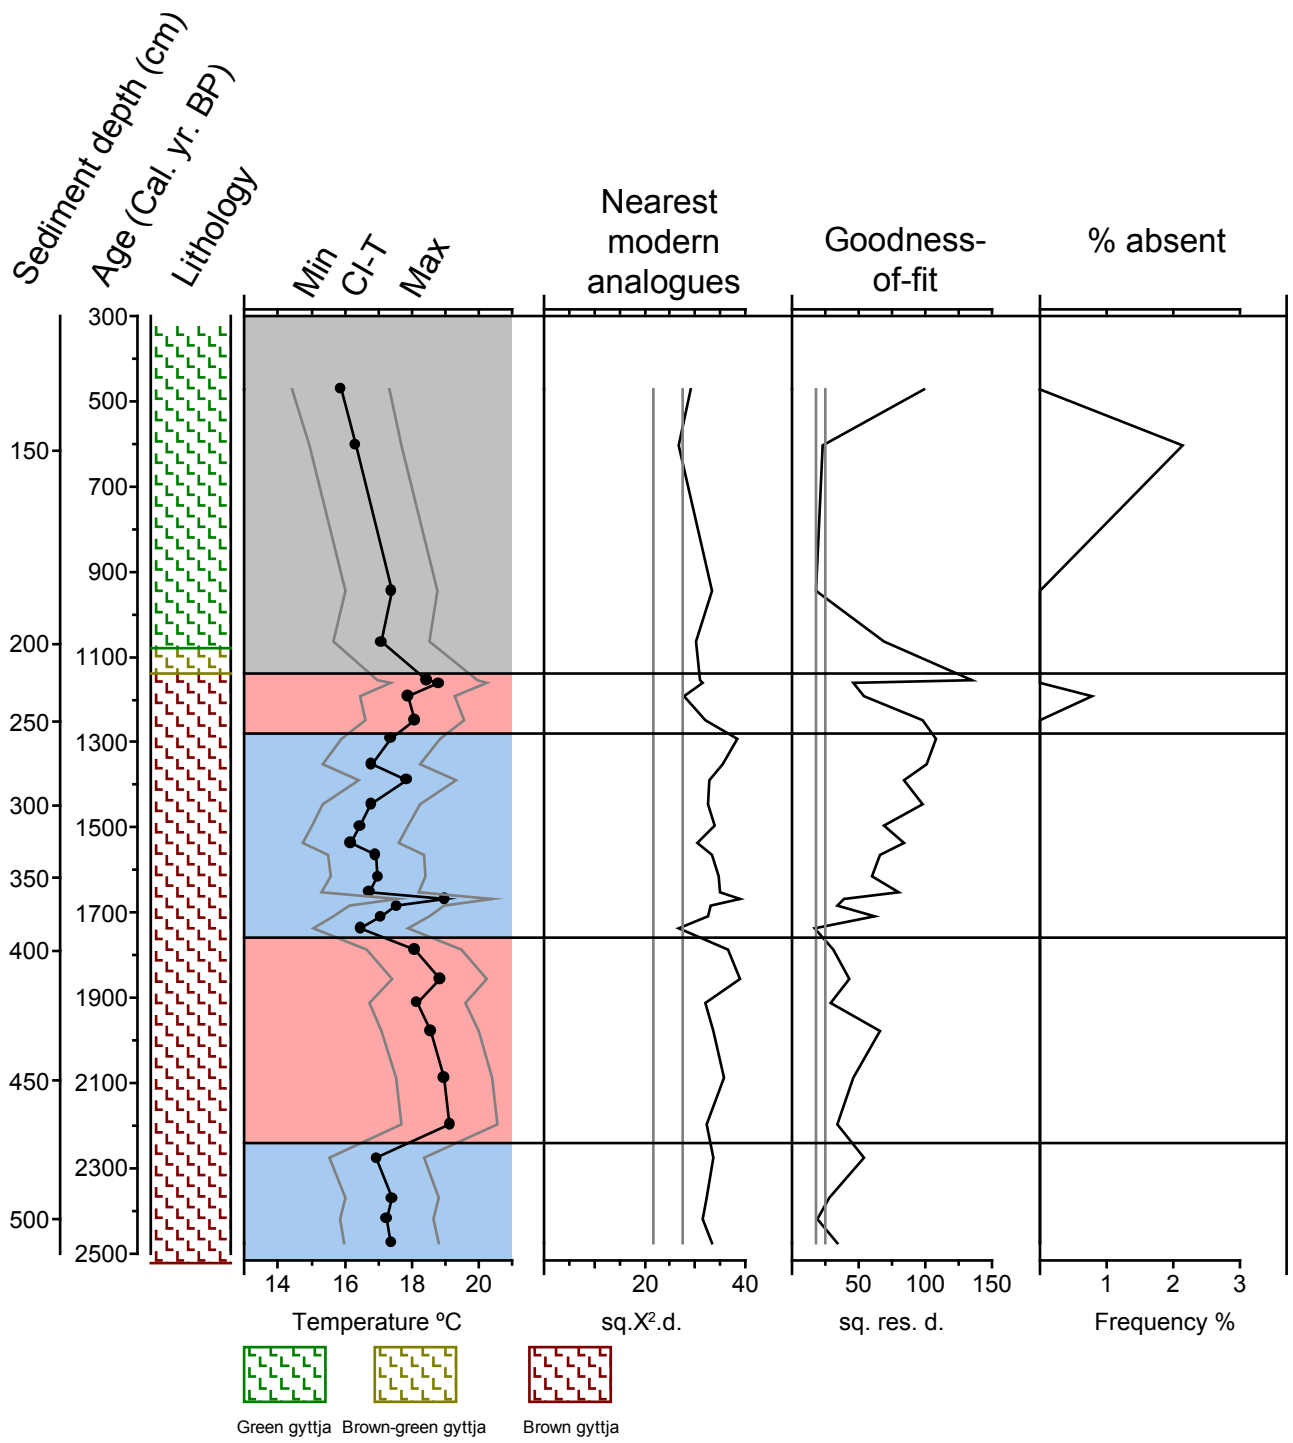 Sediment depth (cm)
Age (Cal. yr. BP)
Lithology
Min
CI-T
Max
Nearest
modern
analogues
Goodness-
of-fit
% absent
300
500
700
900
1100
1300
1500
1700
1900
2100
2300
2500
150
200
250
300
350
400
450
500
14 16 18 20
20 40
50 100 150
1 2 3
Temperature ºC
sq.X².d.
sq. res. d.
Frequency %
Green gyttja
Brown-green gyttja
Brown gyttja